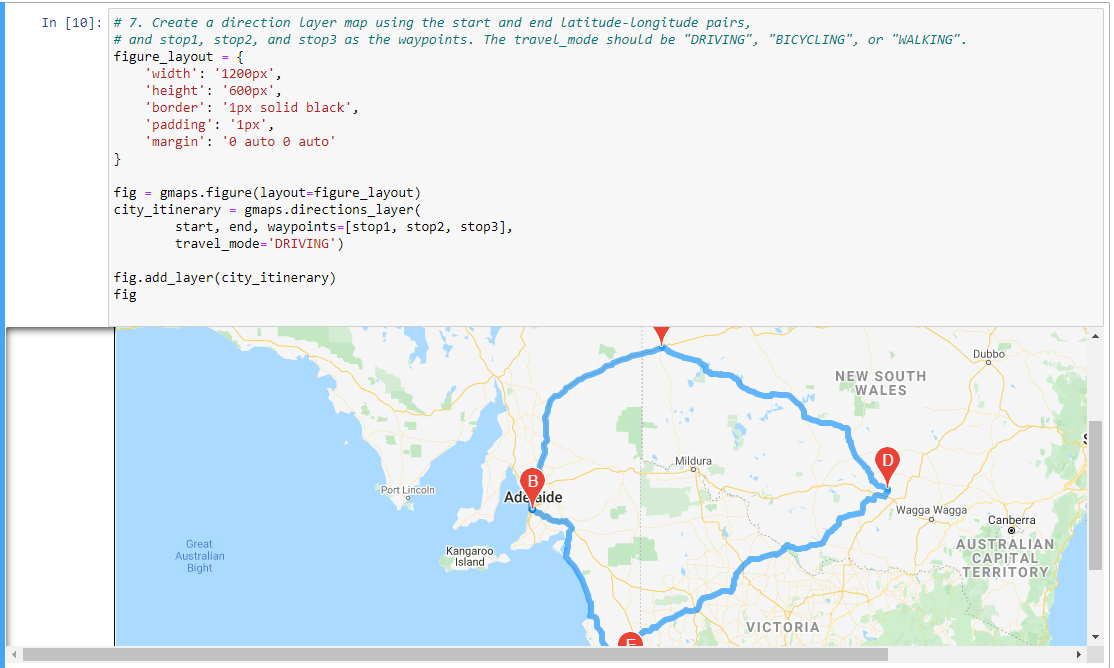 In [10]:
# 7. Create a direction layer map using the start and end latitude-longitude pairs,
# and stop1, stop2, and stop3 as the waypoints. The travel_mode should be "DRIVING", "BICYCLING", or "WALKING".
figure_layout = {
    'width': '1200px',
    'height': '600px',
    'border': '1px solid black',
    'padding': '1px',
    'margin': '0 auto 0 auto'
}
fig = gmaps.figure(layout=figure_layout)
city_itinerary = gmaps.directions_layer(
        start, end, waypoints=[stop1, stop2, stop3],
        travel_mode='DRIVING')
fig.add_layer(city_itinerary)
fig
Dubbo
NEW SOUTH
WALES
Mildura
D
B
Adelaide
Port Lincoln
Wagga Wagga
Canberra
Great
Australian
Bight
Kangaroo
Island
AUSTRALIAN
CAPITAL
TERRITORY
VICTORIA